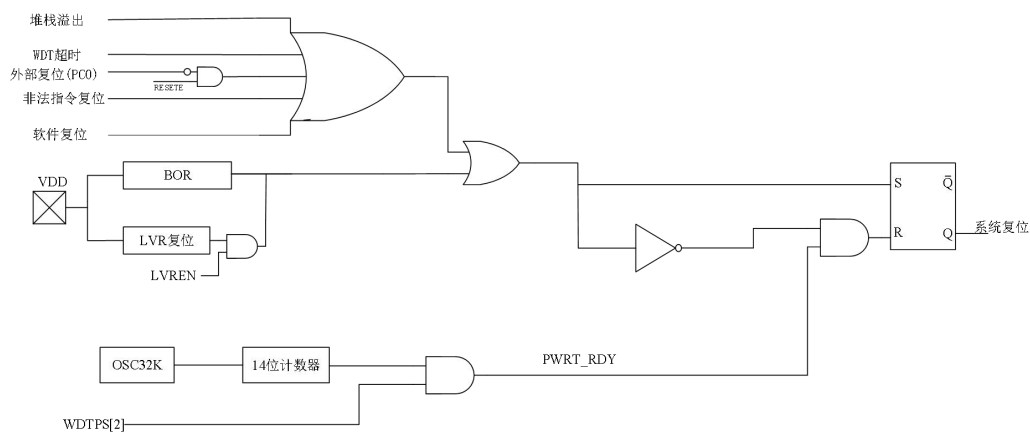 堆栈溢出
WDT超时
外部复位(PC0)
RESETE
非法指令复位
软件复位
VDD
BOR
LVR复位
LVREN
S
Q̅
R
Q
系统复位
OSC32K
14位计数器
PWRT_RDY
WDTPS[2]